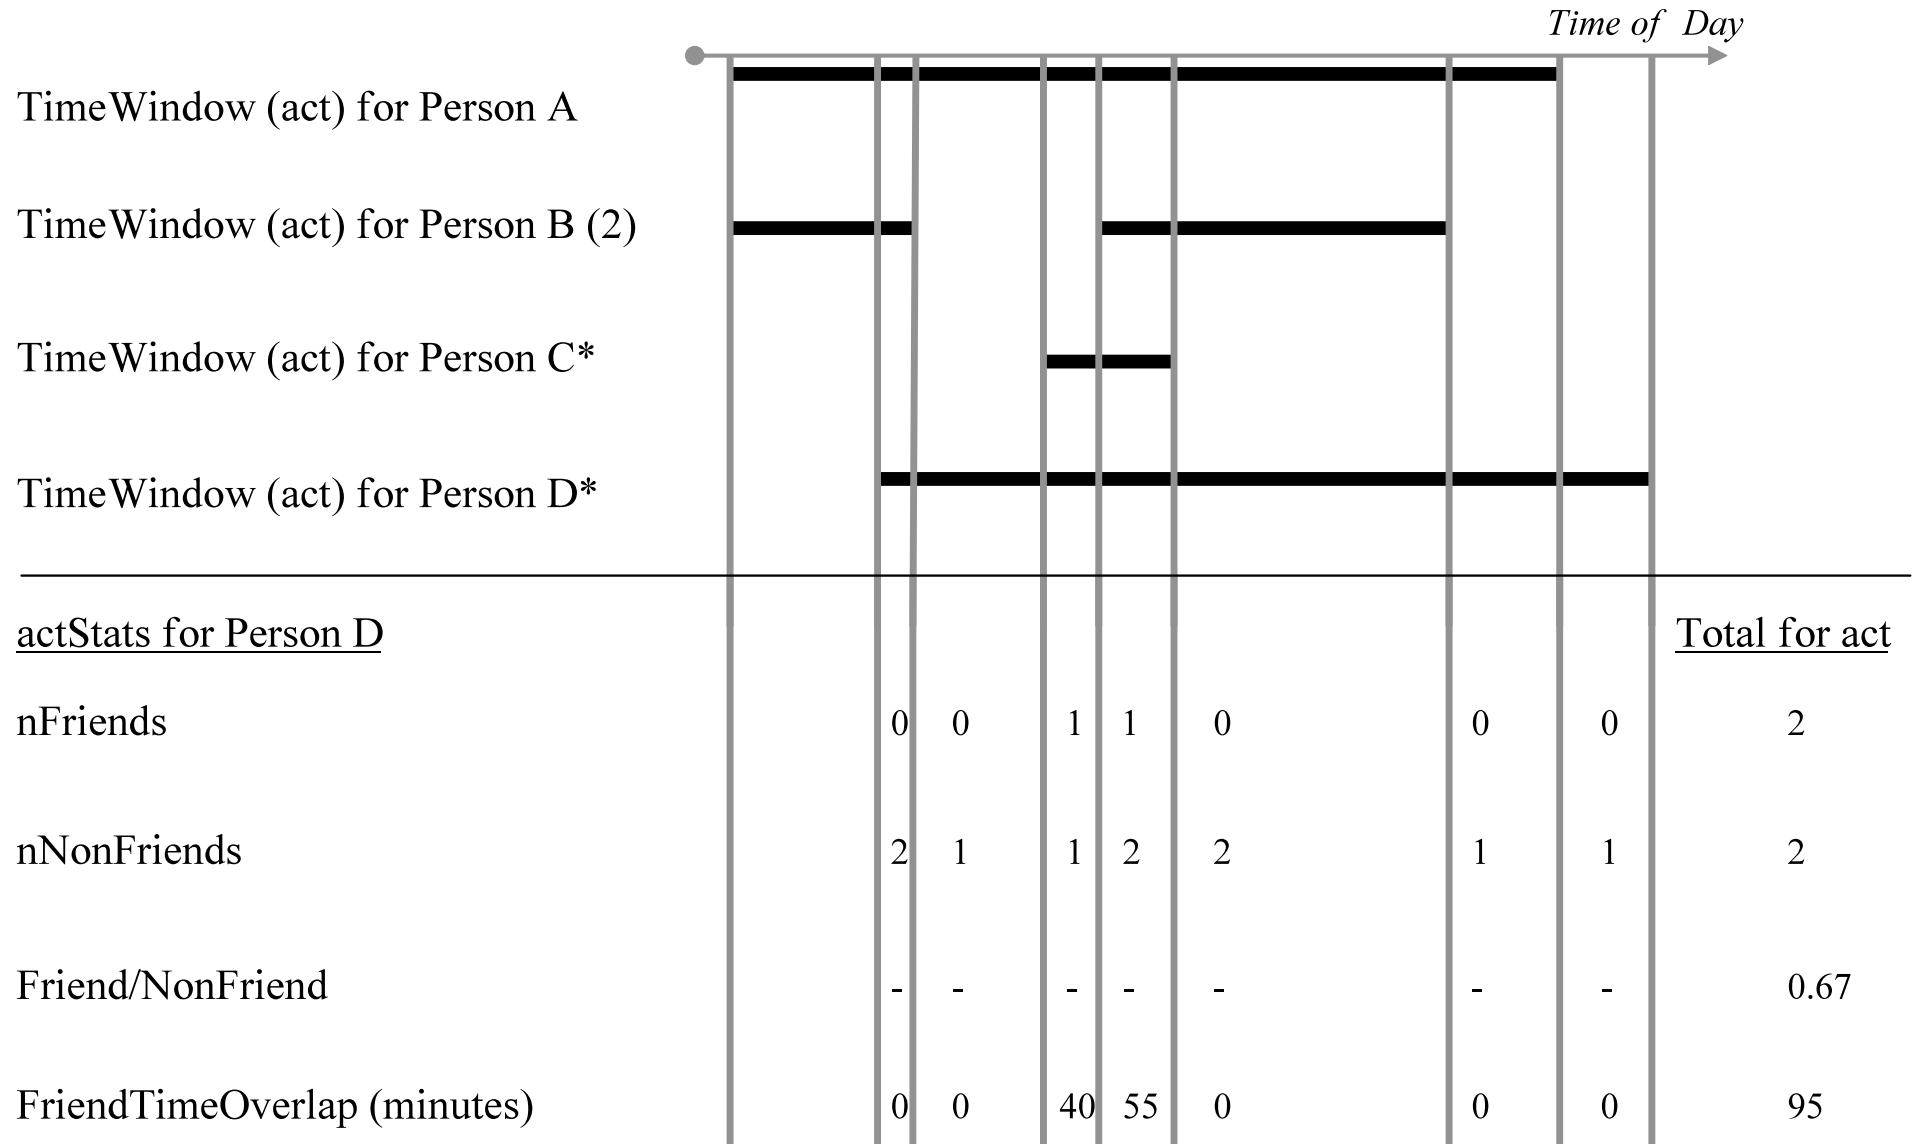 Time of Day
TimeWindow (act) for Person A
TimeWindow (act) for Person B (2)
TimeWindow (act) for Person C*
TimeWindow (act) for Person D*
actStats for Person D Total for act
nFriends 0 0 1 1 0 0 0 2
nNonFriends 2 1 1 2 2 1 1 2
Friend/NonFriend - - - - - - - 0.67
FriendTimeOverlap (minutes) 0 0 40 55 0 0 0 95